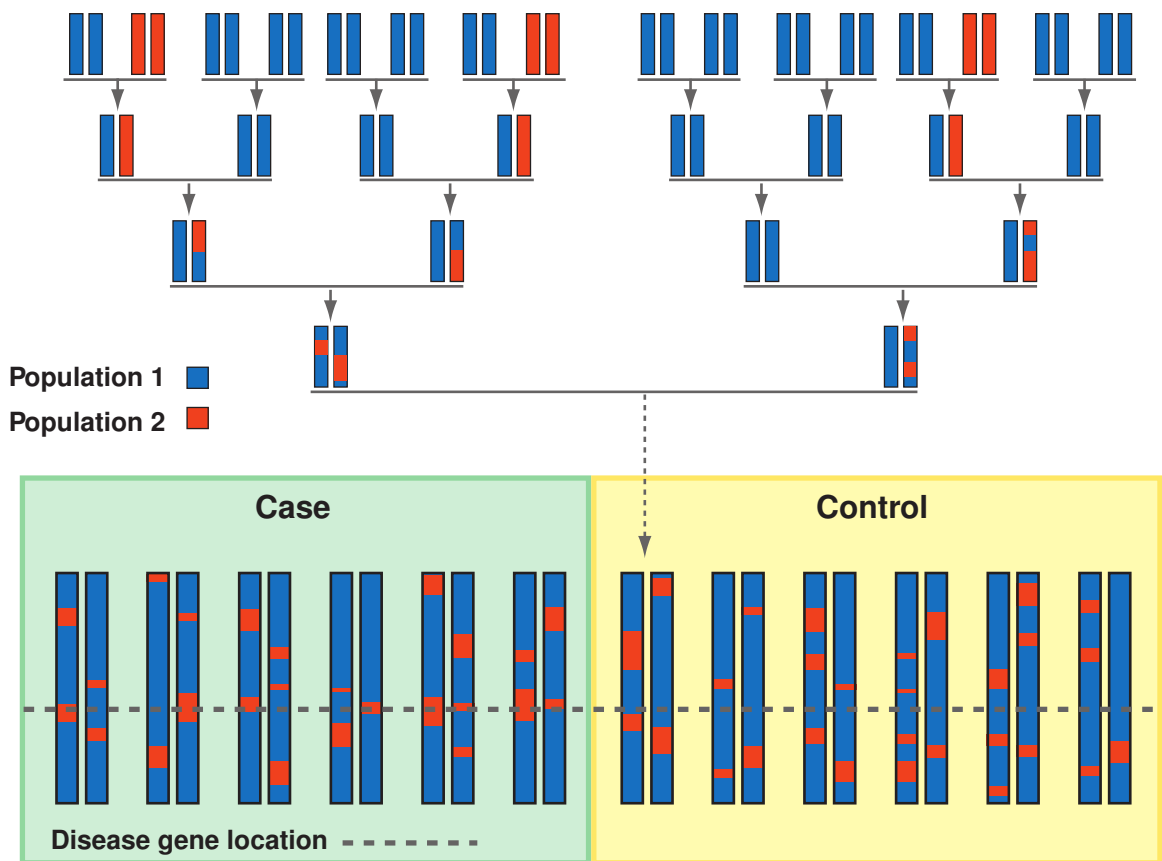 Population 1
Population 2
Case
Control
Disease gene location